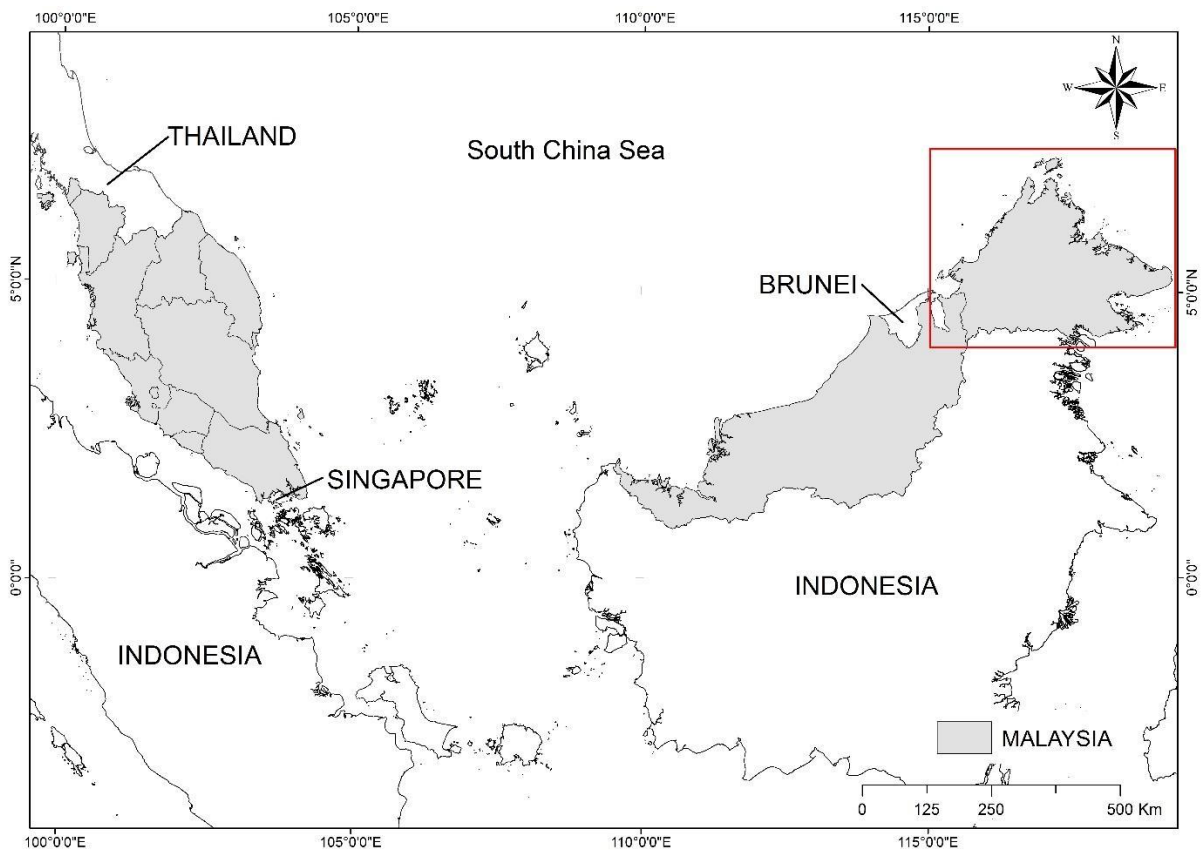 100°0'0"E 105°0'0"E 110°0'0"E 115°0'0"E
N
W E
S
THAILAND
South China Sea
5°0'0"N
5°0'0"N
BRUNEI
SINGAPORE
0°0'0"
0°0'0"
INDONESIA
INDONESIA
MALAYSIA
0 125 250 500 Km
100°0'0"E 105°0'0"E 110°0'0"E 115°0'0"E